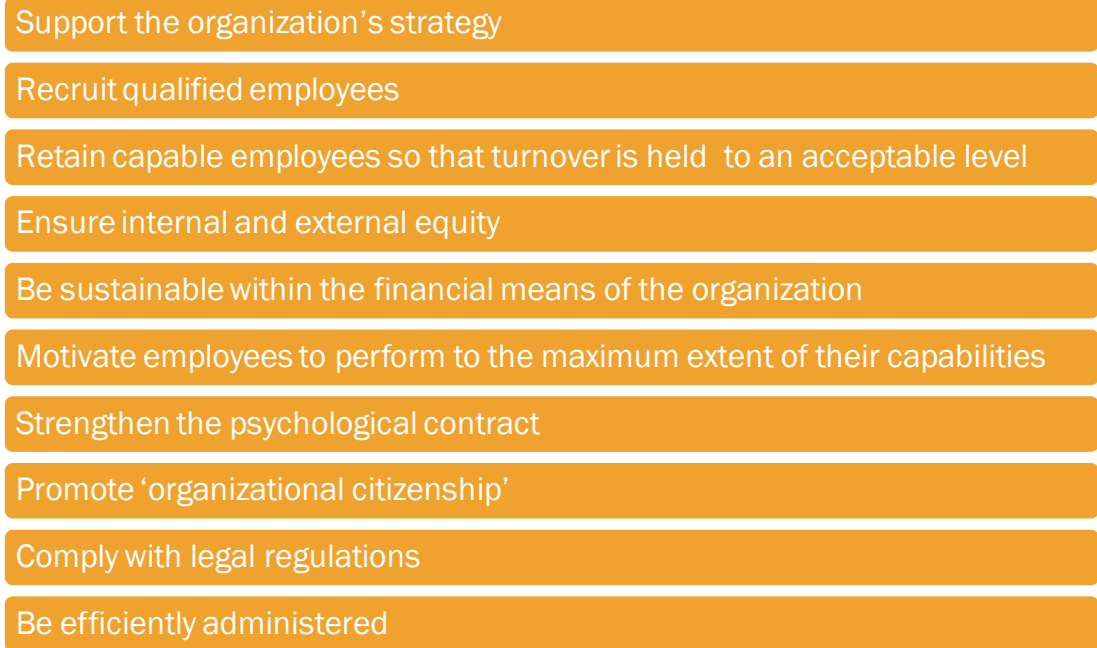 Support the organization’s strategy
Recruit qualified employees
Retain capable employees so that turnover is held to an acceptable level
Ensure internal and external equity
Be sustainable within the financial means of the organization
Motivate employees to perform to the maximum extent of their capabilities
Strengthen the psychological contract
Promote ‘organizational citizenship’
Comply with legal regulations
Be efficiently administered